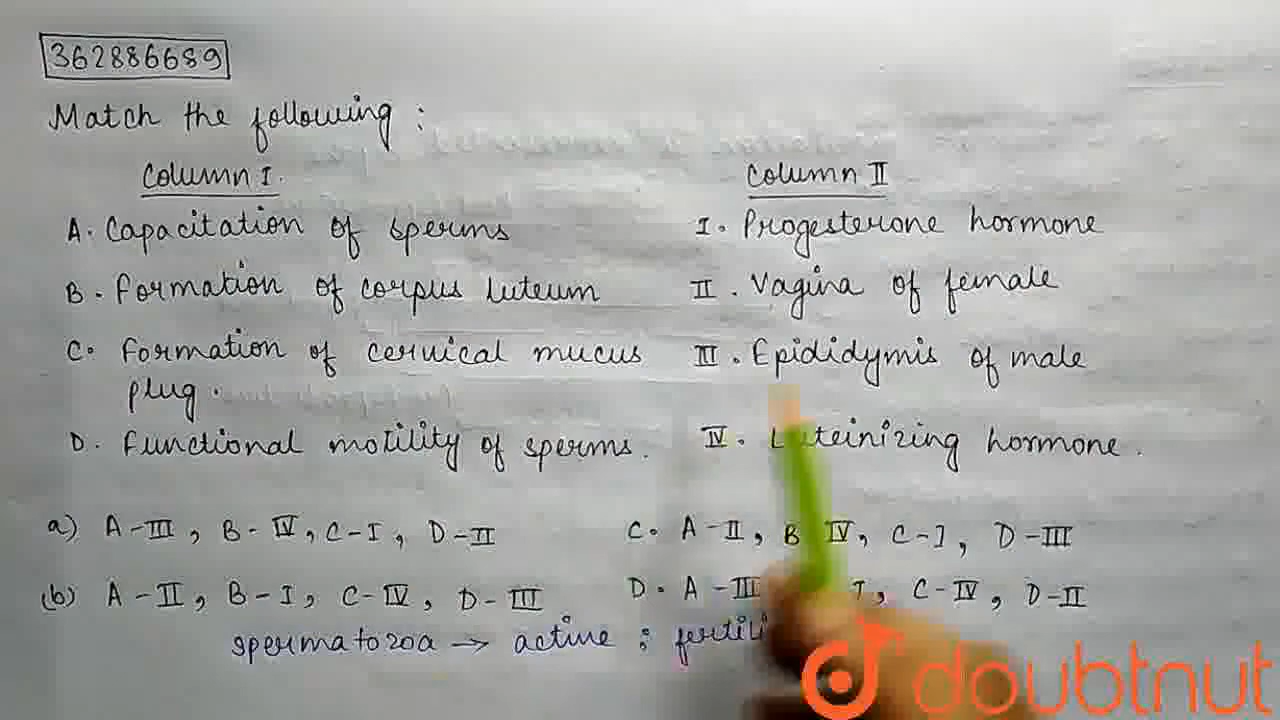 362886689
Match the following :
Column I.
Column II
A. Capacitation of sperms
I. Progesterone hormone
B. Formation of corpus luteum
II. Vagina of female
C. Formation of cervical mucus
plug.
III. Epididymis of male
D. Functional motility of sperms.
IV. Luteinizing hormone.
a) A-III, B-IV, C-I, D-II
C. A-II, B IV, C-I, D-III
(b) A-II, B-I, C-IV, D-III
D. A-III I, C-IV, D-II
spermatozoa → active :
doubtnut